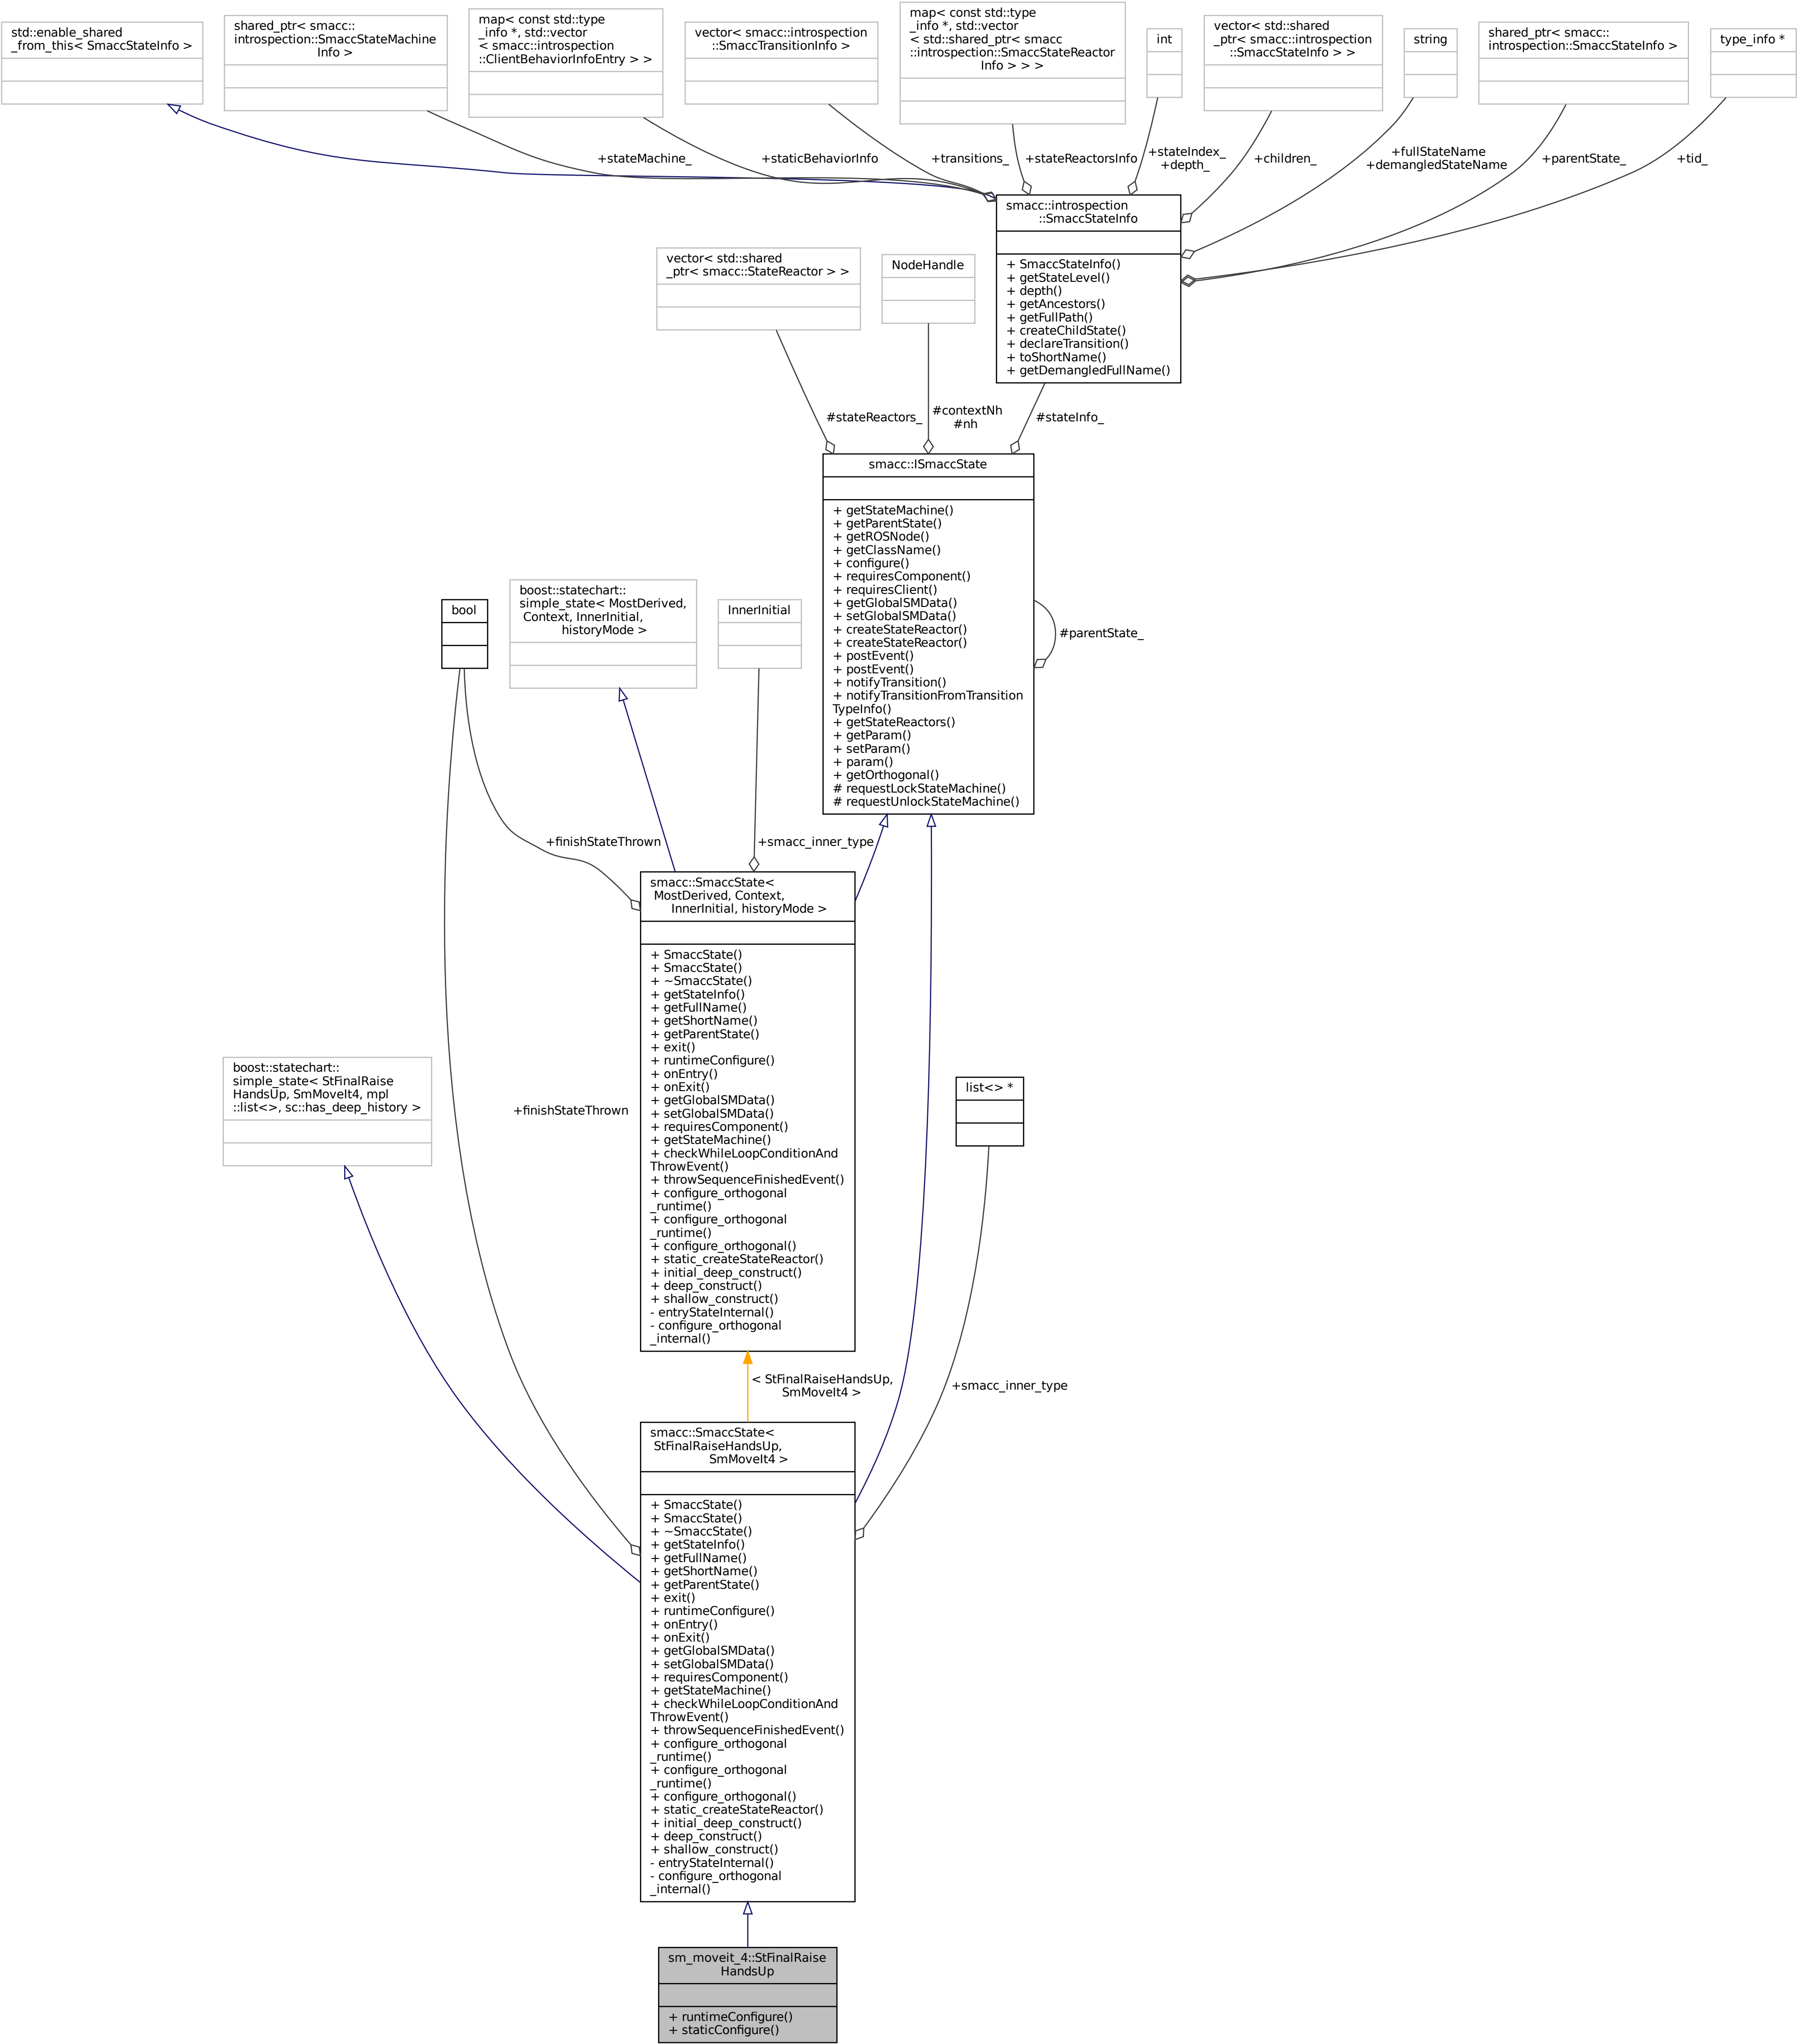 std::enable_shared
_from_this< SmaccStateInfo >
shared_ptr< smacc::
introspection::SmaccStateMachine
Info >
map< const std::type
_info *, std::vector
< smacc::introspection
::ClientBehaviorInfoEntry > >
vector< smacc::introspection
::SmaccTransitionInfo >
map< const std::type
_info *, std::vector
< std::shared_ptr< smacc
::introspection::SmaccStateReactor
Info > > >
int
vector< std::shared
_ptr< smacc::introspection
::SmaccStateInfo > >
string
shared_ptr< smacc::
introspection::SmaccStateInfo >
type_info *
+stateMachine_
+staticBehaviorInfo
+transitions_
+stateReactorsInfo
+stateIndex_
+depth_
+children_
+fullStateName
+demangledStateName
+parentState_
+tid_
smacc::introspection
::SmaccStateInfo
+ SmaccStateInfo()
+ getStateLevel()
+ depth()
+ getAncestors()
+ getFullPath()
+ createChildState()
+ declareTransition()
+ toShortName()
+ getDemangledFullName()
vector< std::shared
_ptr< smacc::StateReactor > >
NodeHandle
#stateReactors_
#contextNh
#nh
#stateInfo_
smacc::ISmaccState
+ getStateMachine()
+ getParentState()
+ getROSNode()
+ getClassName()
+ configure()
+ requiresComponent()
+ requiresClient()
+ getGlobalSMData()
+ setGlobalSMData()
+ createStateReactor()
+ createStateReactor()
+ postEvent()
+ postEvent()
+ notifyTransition()
+ notifyTransitionFromTransition
TypeInfo()
+ getStateReactors()
+ getParam()
+ setParam()
+ param()
+ getOrthogonal()
# requestLockStateMachine()
# requestUnlockStateMachine()
#parentState_
bool
boost::statechart::
simple_state< MostDerived,
Context, InnerInitial,
historyMode >
InnerInitial
+finishStateThrown
+smacc_inner_type
smacc::SmaccState<
MostDerived, Context,
InnerInitial, historyMode >
+ SmaccState()
+ SmaccState()
+ ~SmaccState()
+ getStateInfo()
+ getFullName()
+ getShortName()
+ getParentState()
+ exit()
+ runtimeConfigure()
+ onEntry()
+ onExit()
+ getGlobalSMData()
+ setGlobalSMData()
+ requiresComponent()
+ getStateMachine()
+ checkWhileLoopConditionAnd
ThrowEvent()
+ throwSequenceFinishedEvent()
+ configure_orthogonal
_runtime()
+ configure_orthogonal
_runtime()
+ configure_orthogonal()
+ static_createStateReactor()
+ initial_deep_construct()
+ deep_construct()
+ shallow_construct()
- entryStateInternal()
- configure_orthogonal
_internal()
boost::statechart::
simple_state< StFinalRaise
HandsUp, SmMoveIt4, mpl
::list<>, sc::has_deep_history >
+finishStateThrown
list<> *
< StFinalRaiseHandsUp,
SmMoveIt4 >
+smacc_inner_type
smacc::SmaccState<
StFinalRaiseHandsUp,
SmMoveIt4 >
+ SmaccState()
+ SmaccState()
+ ~SmaccState()
+ getStateInfo()
+ getFullName()
+ getShortName()
+ getParentState()
+ exit()
+ runtimeConfigure()
+ onEntry()
+ onExit()
+ getGlobalSMData()
+ setGlobalSMData()
+ requiresComponent()
+ getStateMachine()
+ checkWhileLoopConditionAnd
ThrowEvent()
+ throwSequenceFinishedEvent()
+ configure_orthogonal
_runtime()
+ configure_orthogonal
_runtime()
+ configure_orthogonal()
+ static_createStateReactor()
+ initial_deep_construct()
+ deep_construct()
+ shallow_construct()
- entryStateInternal()
- configure_orthogonal
_internal()
sm_moveit_4::StFinalRaise
HandsUp
+ runtimeConfigure()
+ staticConfigure()